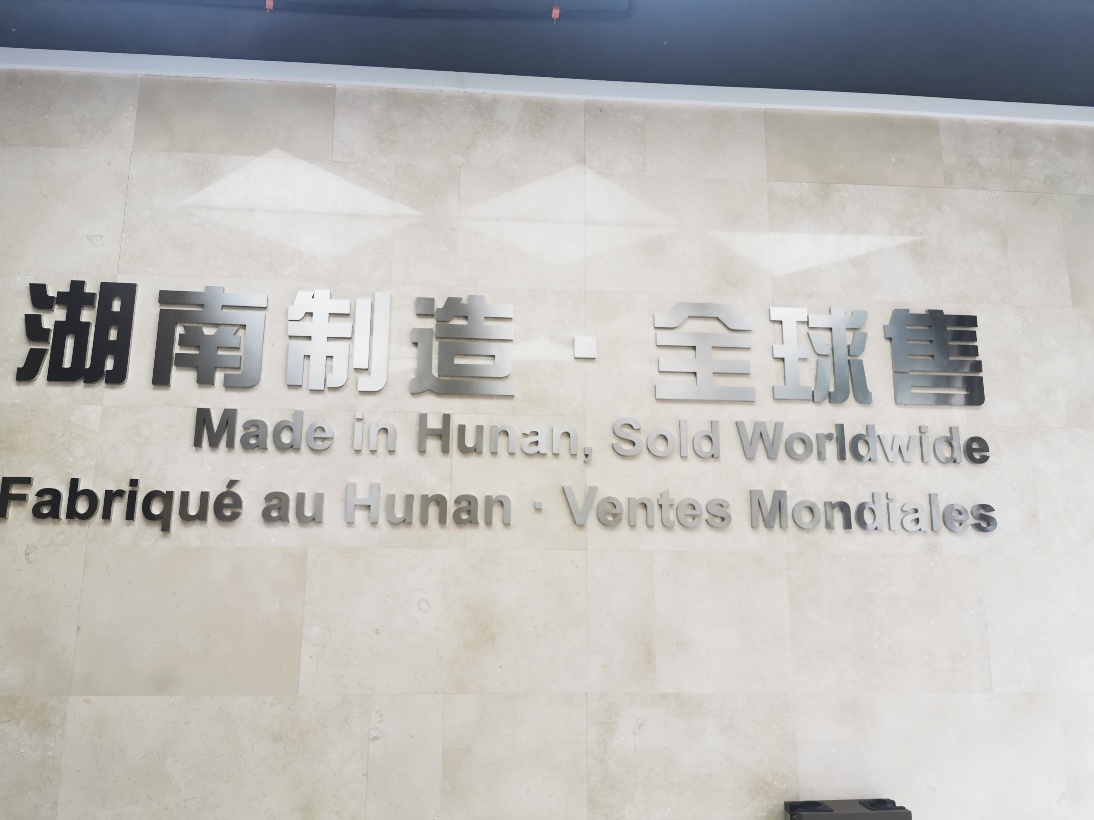 湖南制造·全球售
Made in Hunan, Sold Worldwide
Fabriqué au Hunan · Ventes Mondiales